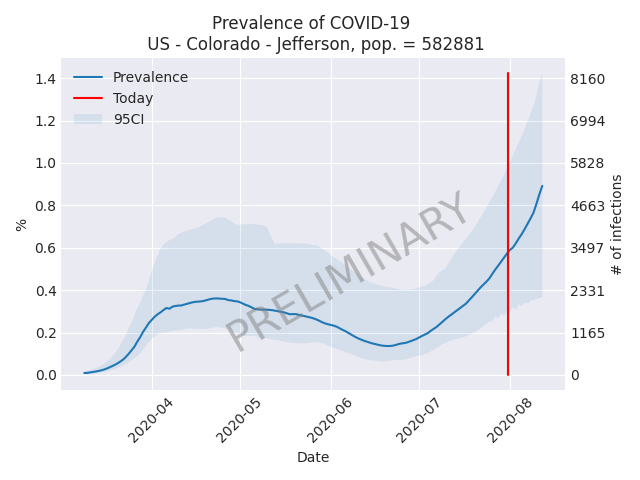 Prevalence of COVID-19
US - Colorado - Jefferson, pop. = 582881
Prevalence
Today
95CI
1.4
1.2
1.0
0.8
0.6
0.4
0.2
0.0
%
8160
6994
5828
4663
3497
2331
1165
0
# of infections
PRELIMINARY
2020-04
2020-05
2020-06
2020-07
2020-08
Date